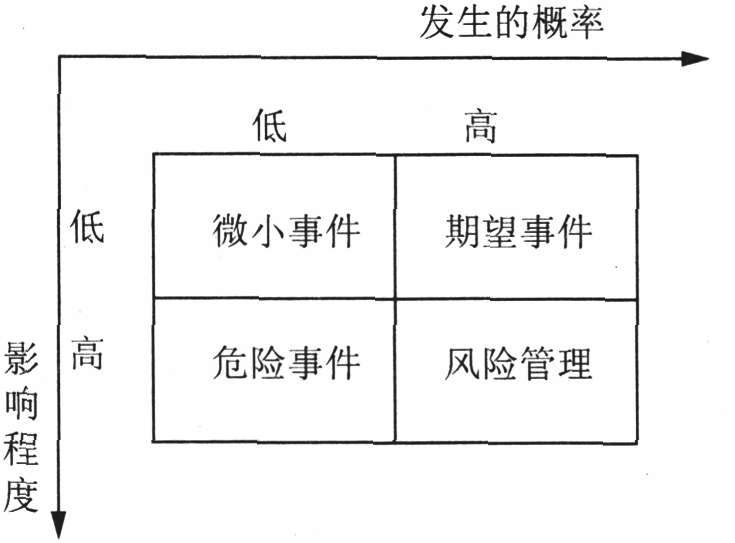 发生的概率
低 高
低 微小事件 期望事件
高 危险事件 风险管理
影响程度